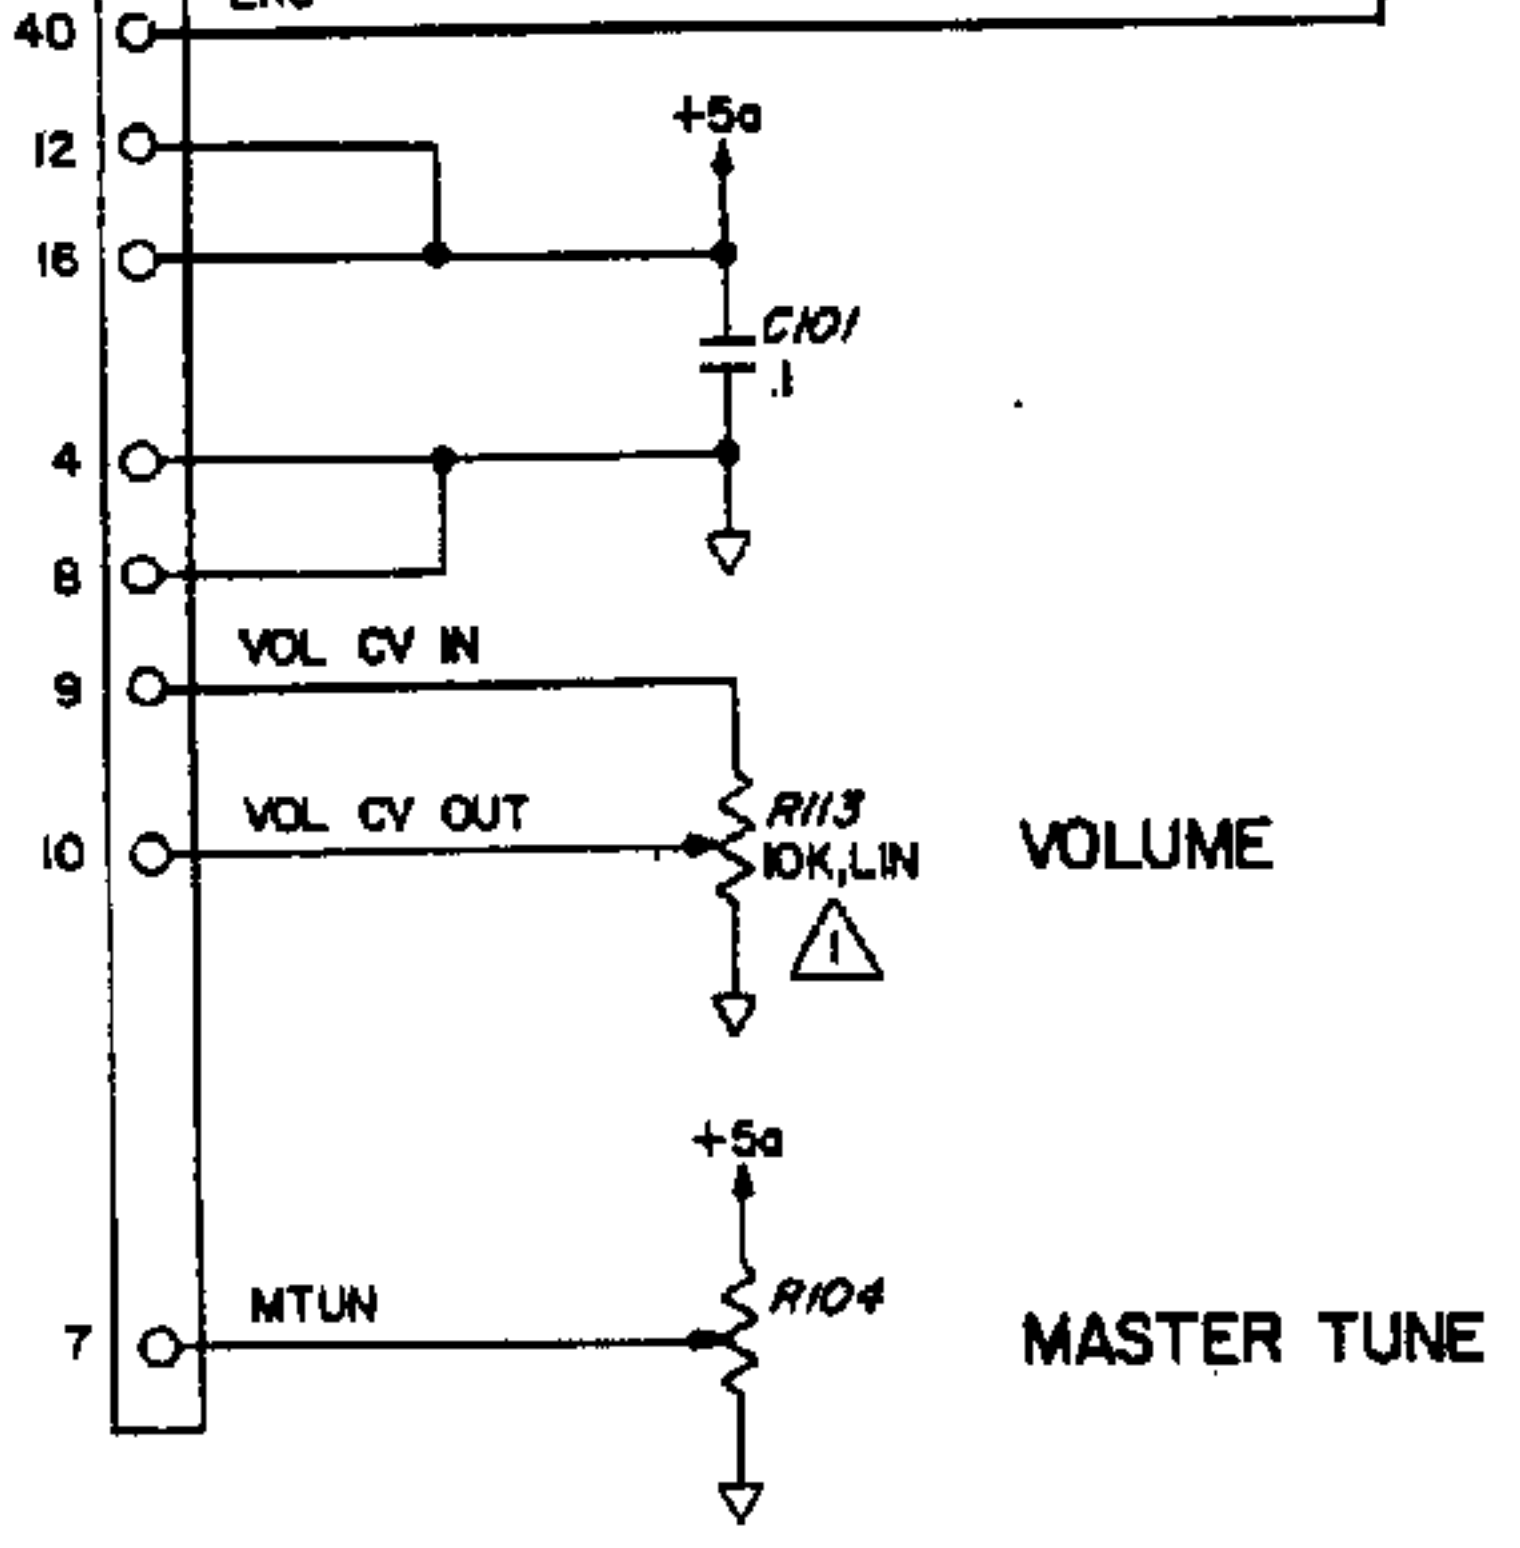 40
12
+5a
16
C101
.1
4
8
VOL CV IN
9
VOL CV OUT
10
R113
10K,LIN
VOLUME
1
+5a
MTUN
R104
7
MASTER TUNE